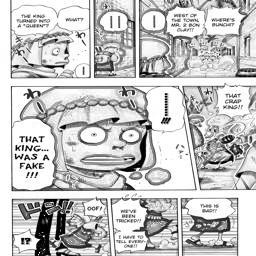 WHERE'S
BUNCHI?
WEST OF
THE TOWN,
MR. 2 BON
CLAY!!
WHAT?
THE KING
TURNED INTO
A "QUEEN"?
THAT
CRAP
KING!!
!!!!
THAT
KING...
WAS A
FAKE
!!!
THIS IS
BAD!!
WE'VE
BEEN
TRICKED!!
I HAVE TO
TELL EVERY-
ONE!!
OOF!
!?